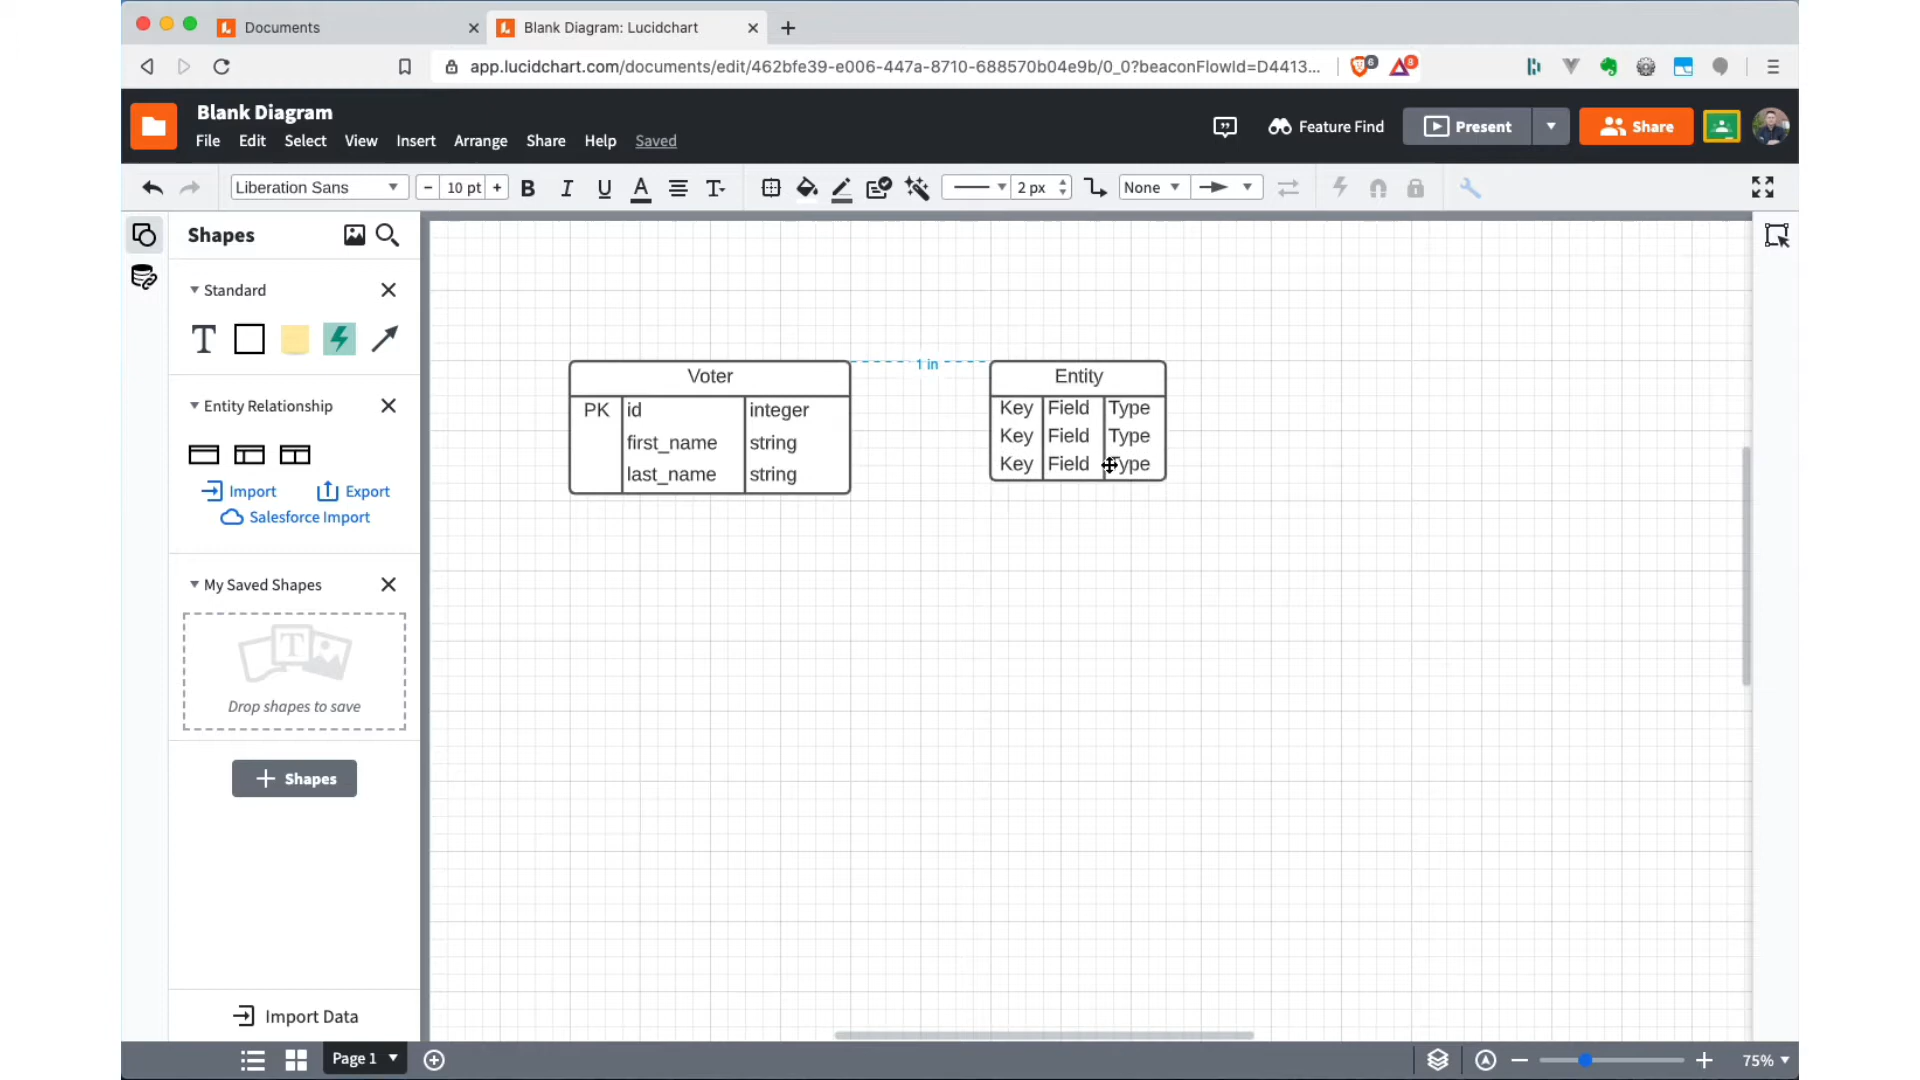 Documents
Blank Diagram: Lucidchart
app.lucidchart.com/documents/edit/462bfe39-e006-447a-8710-688570b04e9b/0_0?beaconFlowId=D4413...
6
8
Blank Diagram
File Edit Select View Insert Arrange Share Help Saved
Feature Find
Present
Share
Liberation Sans
10 pt
B I U A T
2 px
None
Shapes
Standard
T
Entity Relationship
Import Export
Salesforce Import
My Saved Shapes
T
Drop shapes to save
Shapes
Import Data
Voter
PK id integer
first_name string
last_name string
1 in
Entity
Key Field Type
Key Field Type
Key Field Type
Page 1
75%